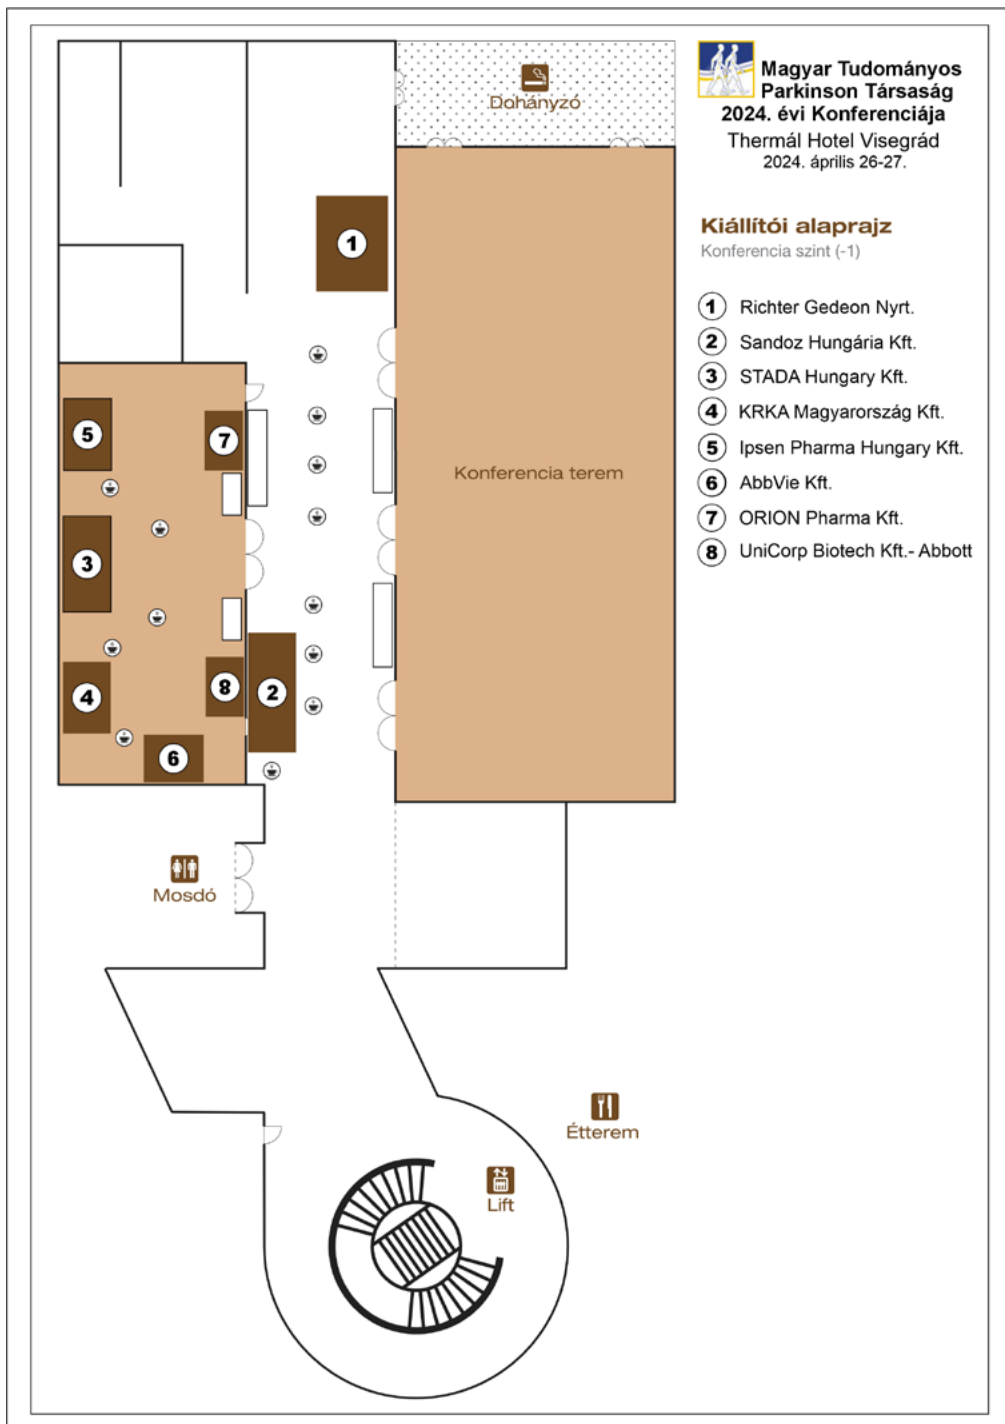 Magyar Tudományos
Parkinson Társaság
2024. évi Konferenciája
Thermál Hotel Visegrád
2024. április 26-27.
Dohányzó
Kiállítói alaprajz
Konferencia szint (-1)
1 Richter Gedeon Nyrt.
2 Sandoz Hungária Kft.
3 STADA Hungary Kft.
4 KRKA Magyarország Kft.
5 Ipsen Pharma Hungary Kft.
6 AbbVie Kft.
7 ORION Pharma Kft.
8 UniCorp Biotech Kft.- Abbott
1
5
7
Konferencia terem
3
4
8
2
6
Mosdó
Étterem
Lift